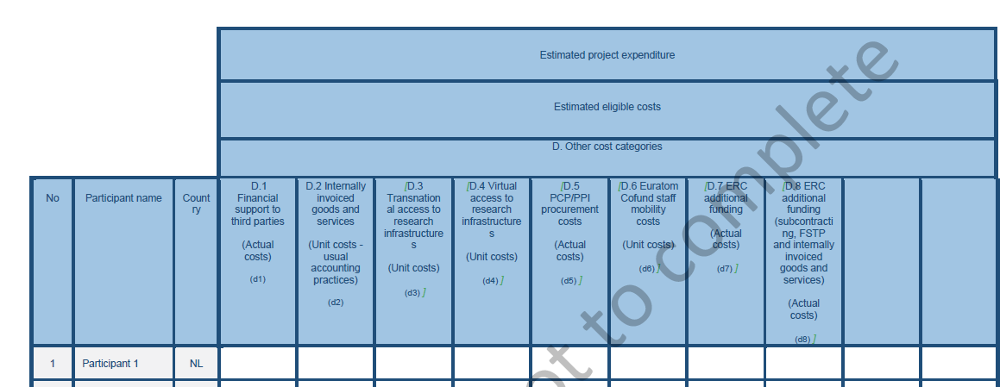 Estimated project expenditure
Estimated eligible costs
D. Other cost categories
No
Participant name
Count
ry
D.1
Financial
support to
third parties
(Actual
costs)
(d1)
D.2 Internally
invoiced
goods and
services
(Unit costs -
usual
accounting
practices)
(d2)
[D.3
Transnation
al access to
research
infrastructure
s
(Unit costs)
(d3) ]
[D.4 Virtual
access to
research
infrastructure
s
(Unit costs)
(d4) ]
[D.5
PCP/PPI
procurement
costs
(Actual
costs)
(d5) ]
[D.6 Euratom
Cofund staff
mobility
costs
(Unit costs)
(d6) ]
[D.7 ERC
additional
funding
(Actual
costs)
(d7) ]
[D.8 ERC
additional
funding
(subcontracti
ng, FSTP
and internally
invoiced
goods and
services)
(Actual
costs)
(d8) ]
1
Participant 1
NL
to complete